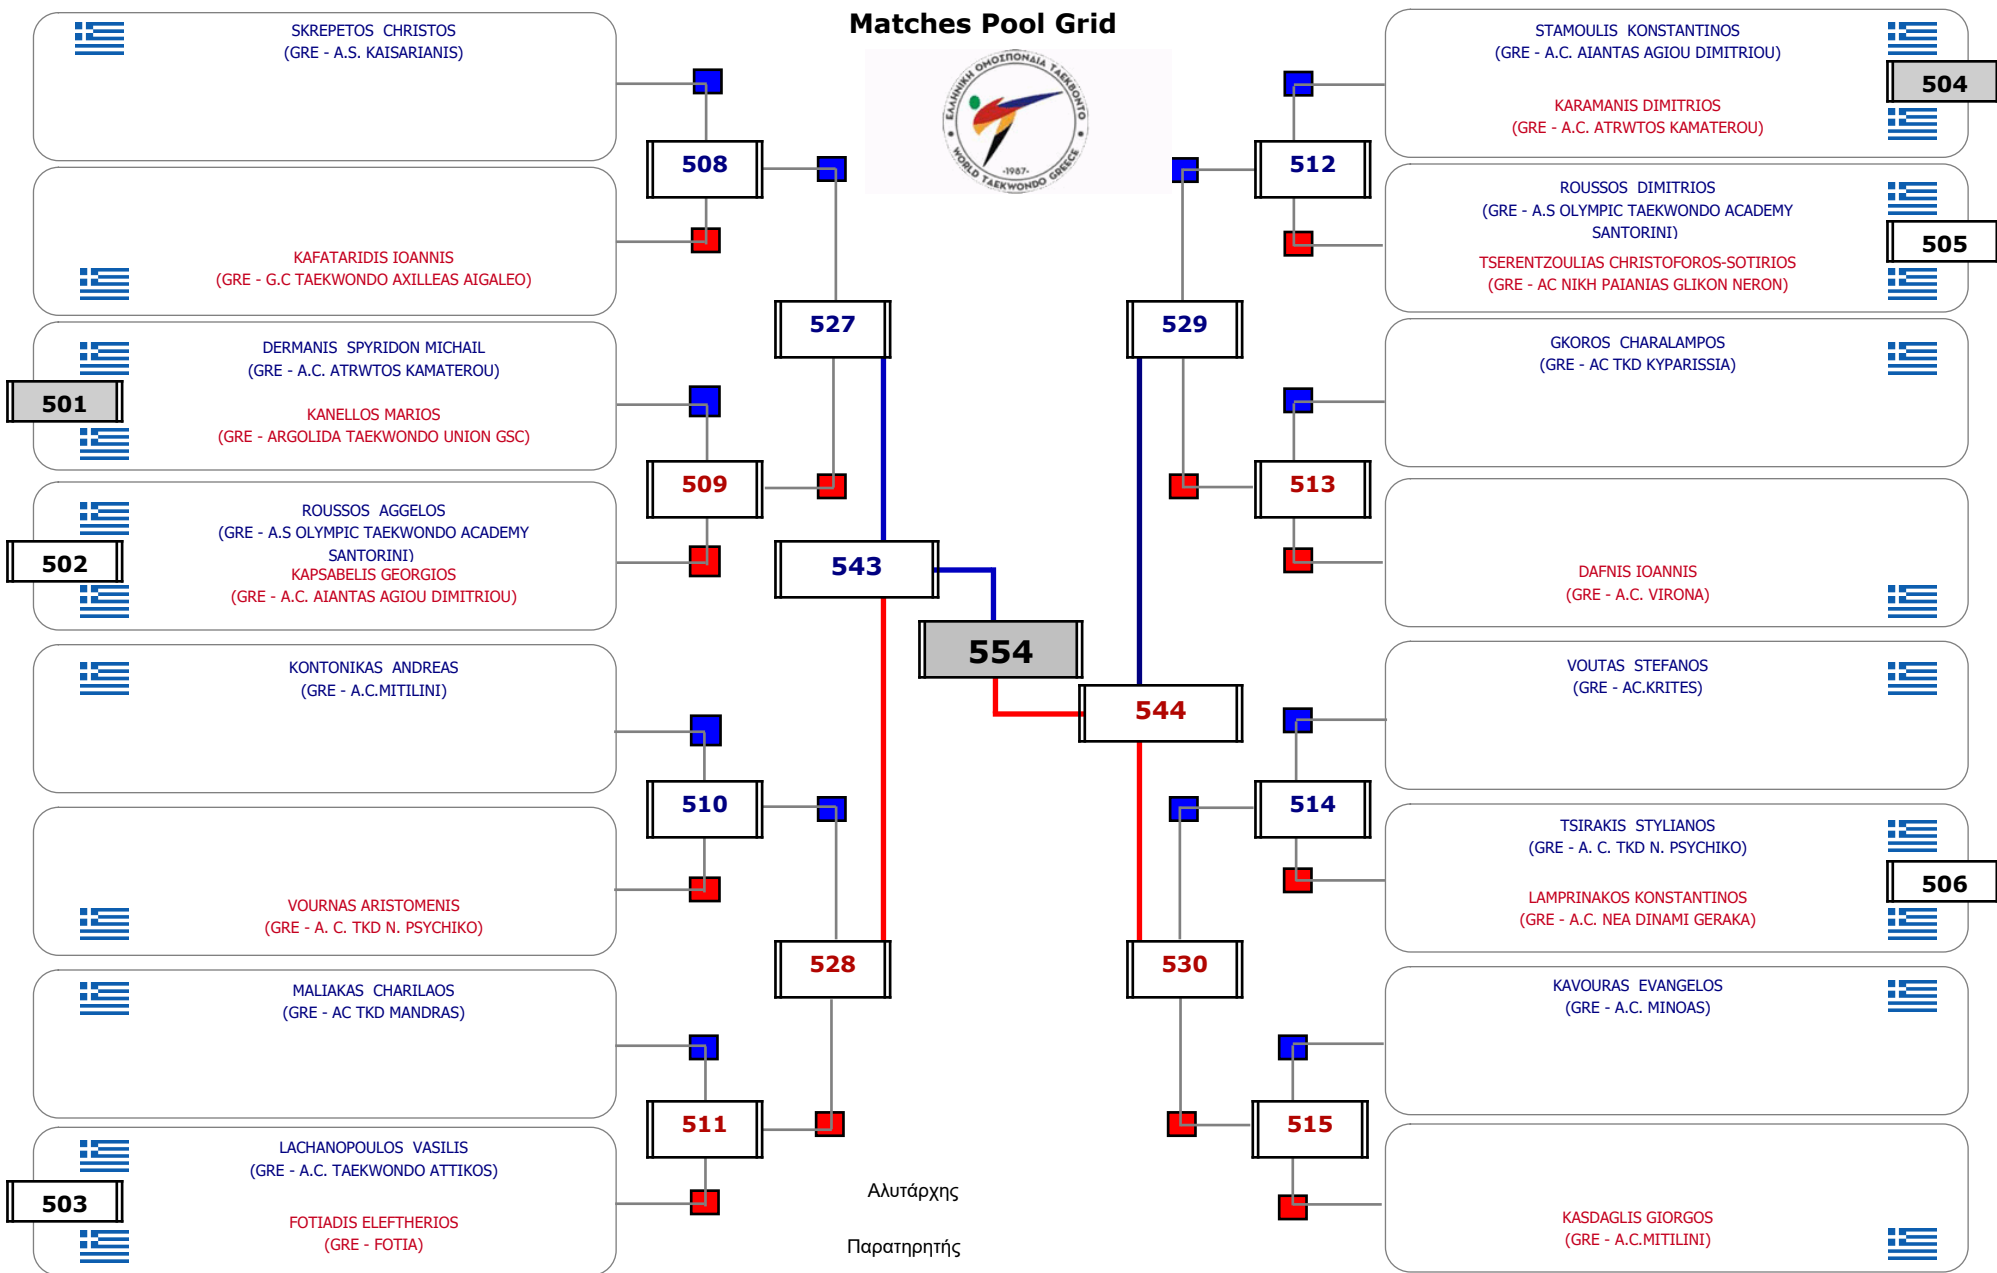 Matches Pool Grid
ΕΛΛΗΝΙΚΗ ΟΜΟΣΠΟΝΔΙΑ ΤΑΕΚΒΟΝΤΟ
-1987-
WORLD TAEKWONDO GREECE
SKREPETOS CHRISTOS
(GRE - A.S. KAISARIANIS)
508
KAFATARIDIS IOANNIS
(GRE - G.C TAEKWONDO AXILLEAS AIGALEO)
527
DERMANIS SPYRIDON MICHAIL
(GRE - A.C. ATRWTOS KAMATEROU)
501
KANELLOS MARIOS
(GRE - ARGOLIDA TAEKWONDO UNION GSC)
509
ROUSSOS AGGELOS
(GRE - A.S OLYMPIC TAEKWONDO ACADEMY
SANTORINI)
502
KAPSABELIS GEORGIOS
(GRE - A.C. AIANTAS AGIOU DIMITRIOU)
543
554
KONTONIKAS ANDREAS
(GRE - A.C.MITILINI)
510
VOURNAS ARISTOMENIS
(GRE - A. C. TKD N. PSYCHIKO)
528
MALIAKAS CHARILAOS
(GRE - AC TKD MANDRAS)
511
LACHANOPOULOS VASILIS
(GRE - A.C. TAEKWONDO ATTIKOS)
503
FOTIADIS ELEFTHERIOS
(GRE - FOTIA)
STAMOULIS KONSTANTINOS
(GRE - A.C. AIANTAS AGIOU DIMITRIOU)
504
KARAMANIS DIMITRIOS
(GRE - A.C. ATRWTOS KAMATEROU)
512
ROUSSOS DIMITRIOS
(GRE - A.S OLYMPIC TAEKWONDO ACADEMY
SANTORINI)
505
TSERENTZOULIAS CHRISTOFOROS-SOTIRIOS
(GRE - AC NIKH PAIANIAS GLIKON NERON)
529
GKOROS CHARALAMPOS
(GRE - AC TKD KYPARISSIA)
513
DAFNIS IOANNIS
(GRE - A.C. VIRONA)
544
VOUTAS STEFANOS
(GRE - AC.KRITES)
514
TSIRAKIS STYLIANOS
(GRE - A. C. TKD N. PSYCHIKO)
506
LAMPRINAKOS KONSTANTINOS
(GRE - A.C. NEA DINAMI GERAKA)
530
KAVOURAS EVANGELOS
(GRE - A.C. MINOAS)
515
KASDAGLIS GIORGOS
(GRE - A.C.MITILINI)
Αλυτάρχης
Παρατηρητής